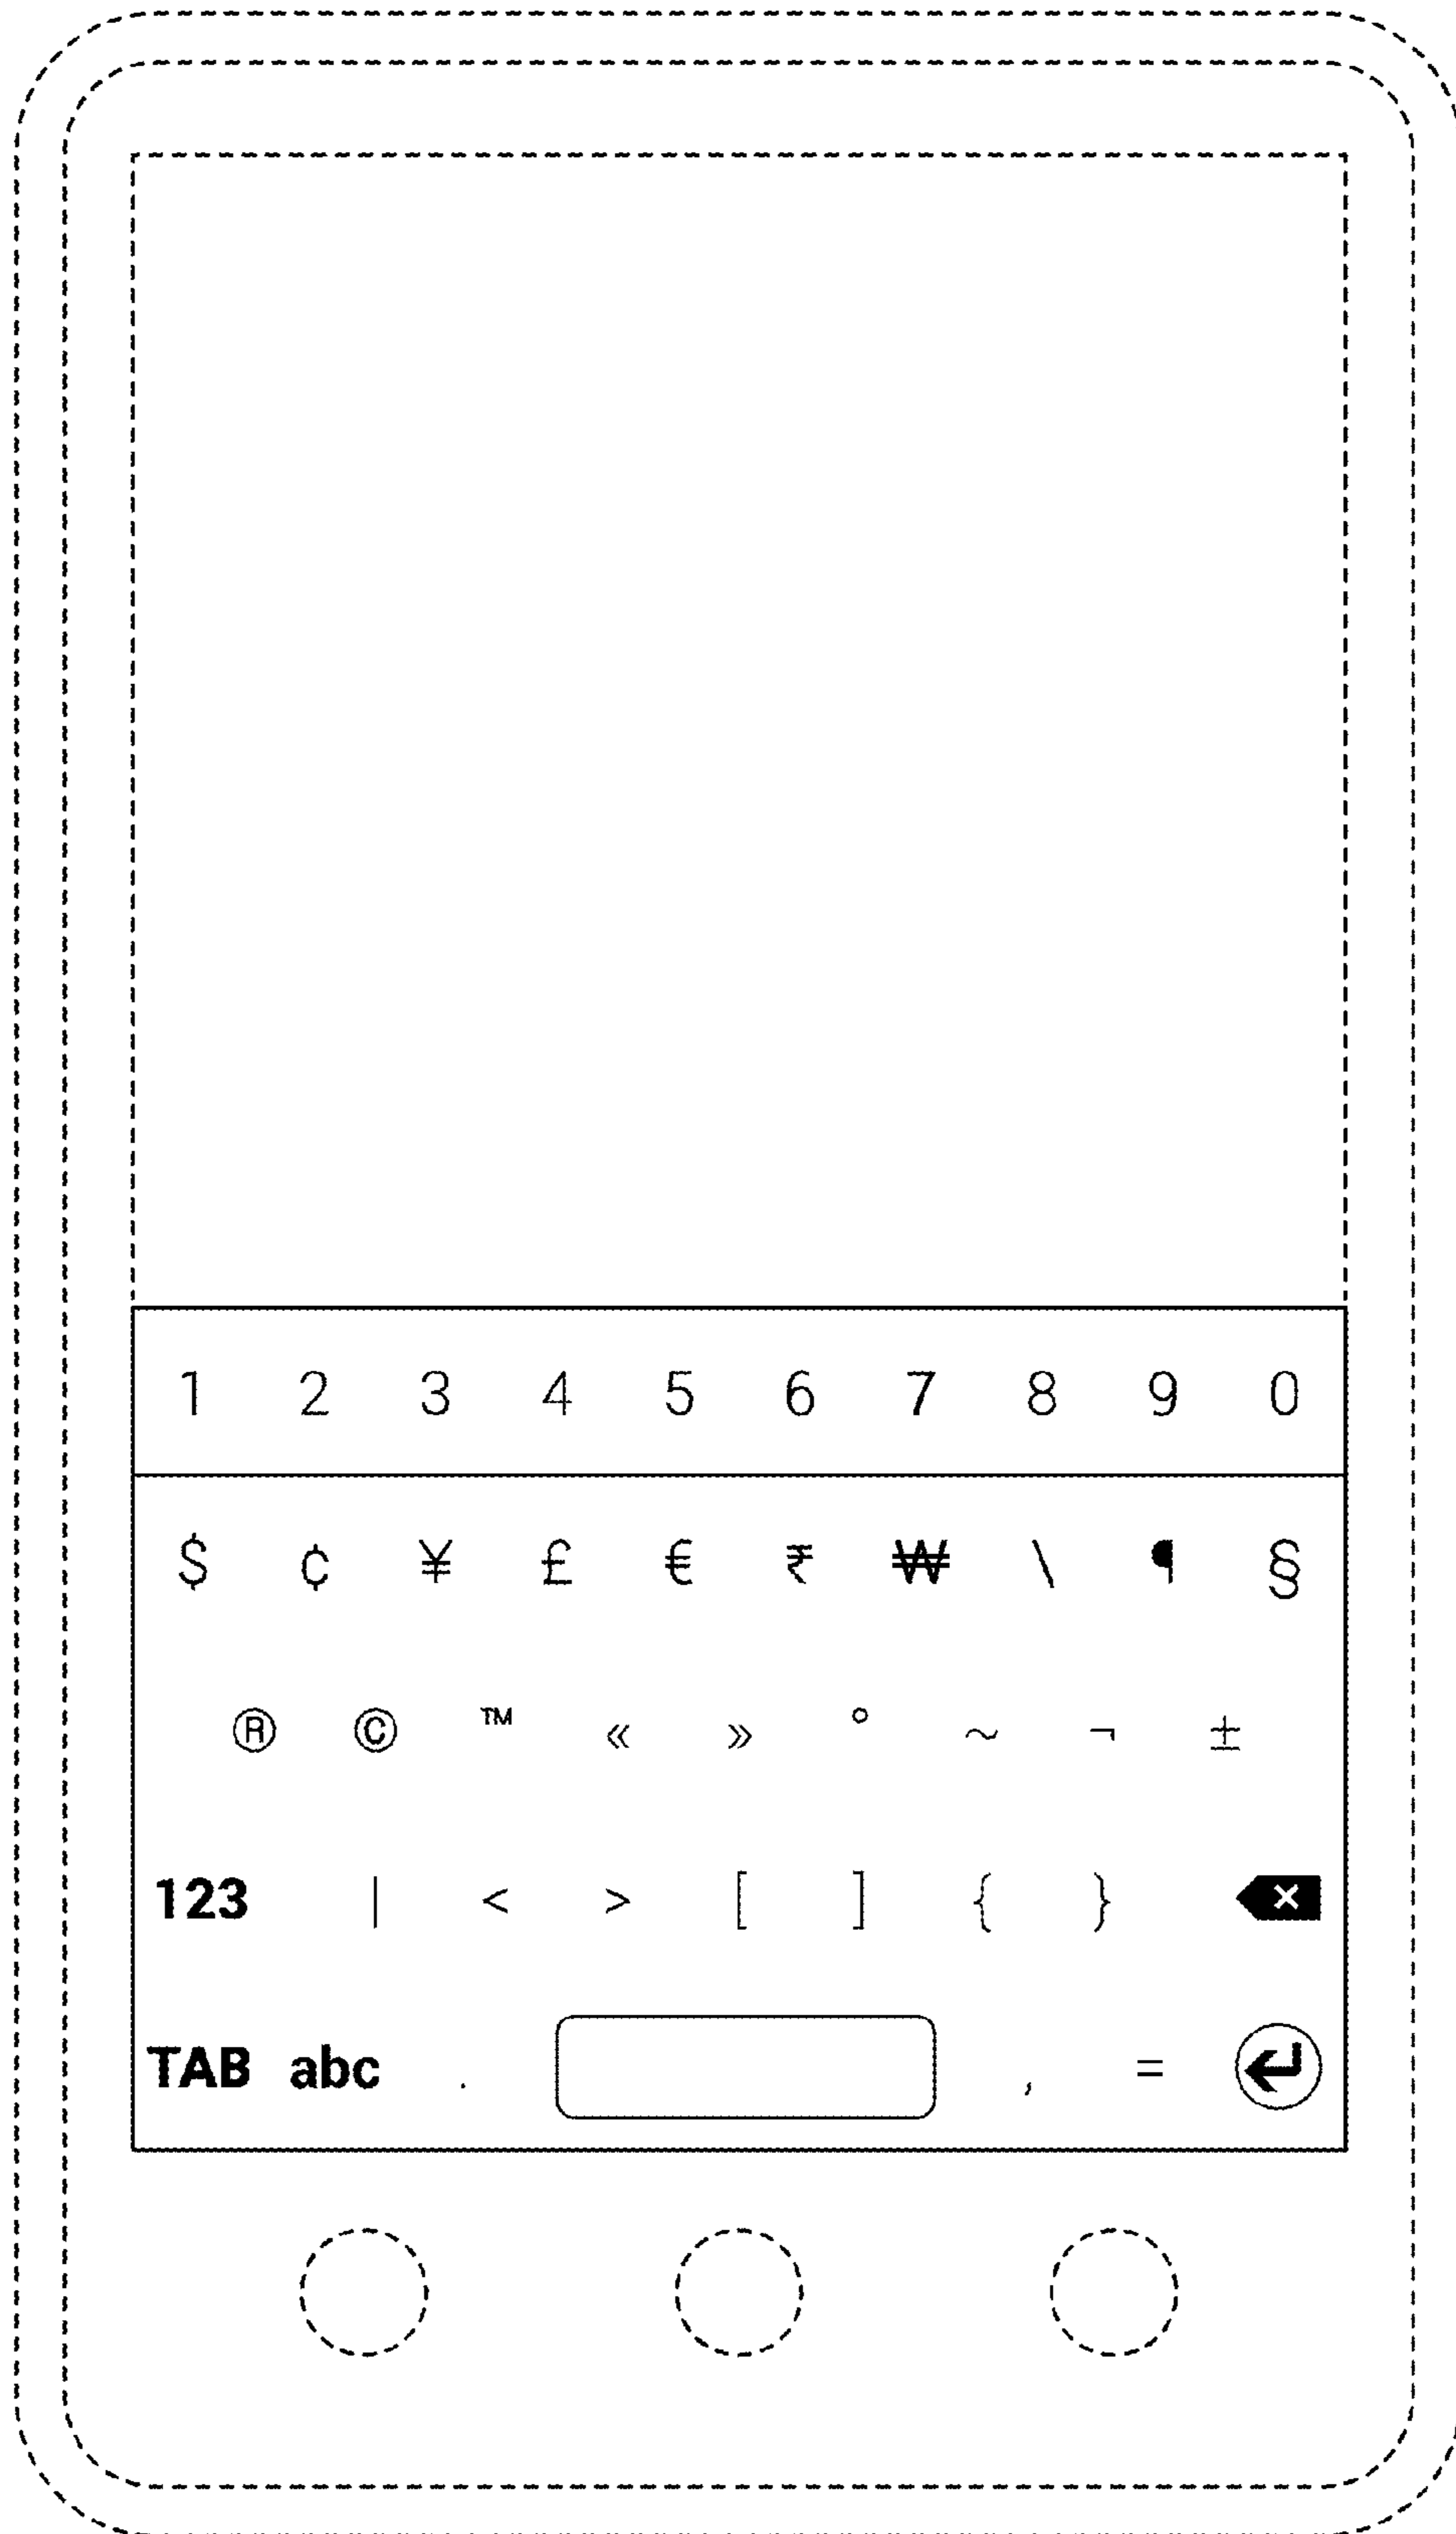 1 2 3 4 5 6 7 8 9 0
$ ¢ ¥ £ € ₹ ₩ \ ¶ §
® © ™ « » ° ~ ¬ ±
123 | < > [ ] { }
TAB abc . , =